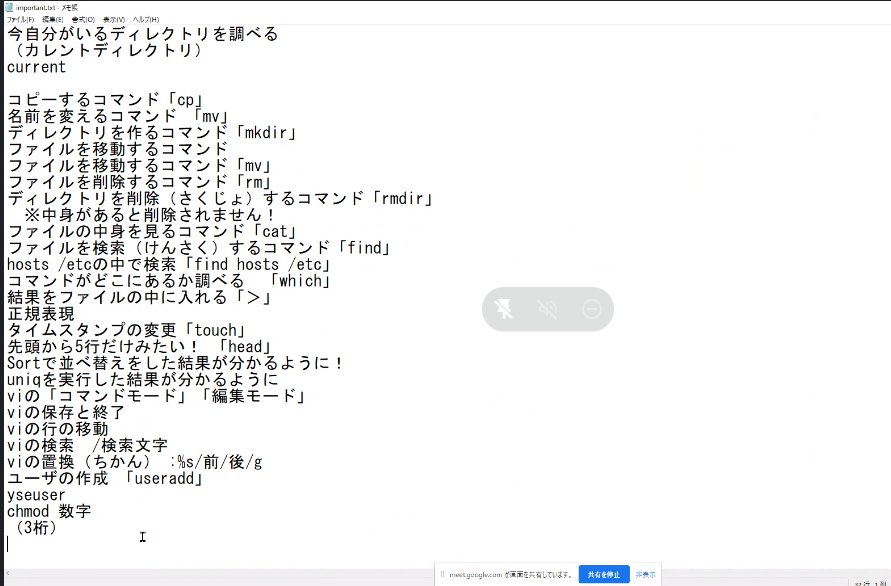 important.txt - メモ帳
ファイル(F) 編集(E) 書式(O) 表示(V) ヘルプ(H)
今自分がいるディレクトリを調べる
（カレントディレクトリ）
current
コピーするコマンド「cp」
名前を変えるコマンド 「mv」
ディレクトリを作るコマンド「mkdir」
ファイルを移動するコマンド
ファイルを移動するコマンド「mv」
ファイルを削除するコマンド「rm」
ディレクトリを削除（さくじょ）するコマンド「rmdir」
※中身があると削除されません！
ファイルの中身を見るコマンド「cat」
ファイルを検索（けんさく）するコマンド「find」
hosts /etcの中で検索「find hosts /etc」
コマンドがどこにあるか調べる 「which」
結果をファイルの中に入れる「＞」
正規表現
タイムスタンプの変更「touch」
先頭から5行だけみたい！ 「head」
Sortで並べ替えをした結果が分かるように！
uniqを実行した結果が分かるように
viの「コマンドモード」「編集モード」
viの保存と終了
viの行の移動
viの検索 /検索文字
viの置換（ちかん） :%s/前/後/g
ユーザの作成 「useradd」
yseuser
chmod 数字
（3桁）
meet.google.com が画面を共有しています。 共有を停止 非表示